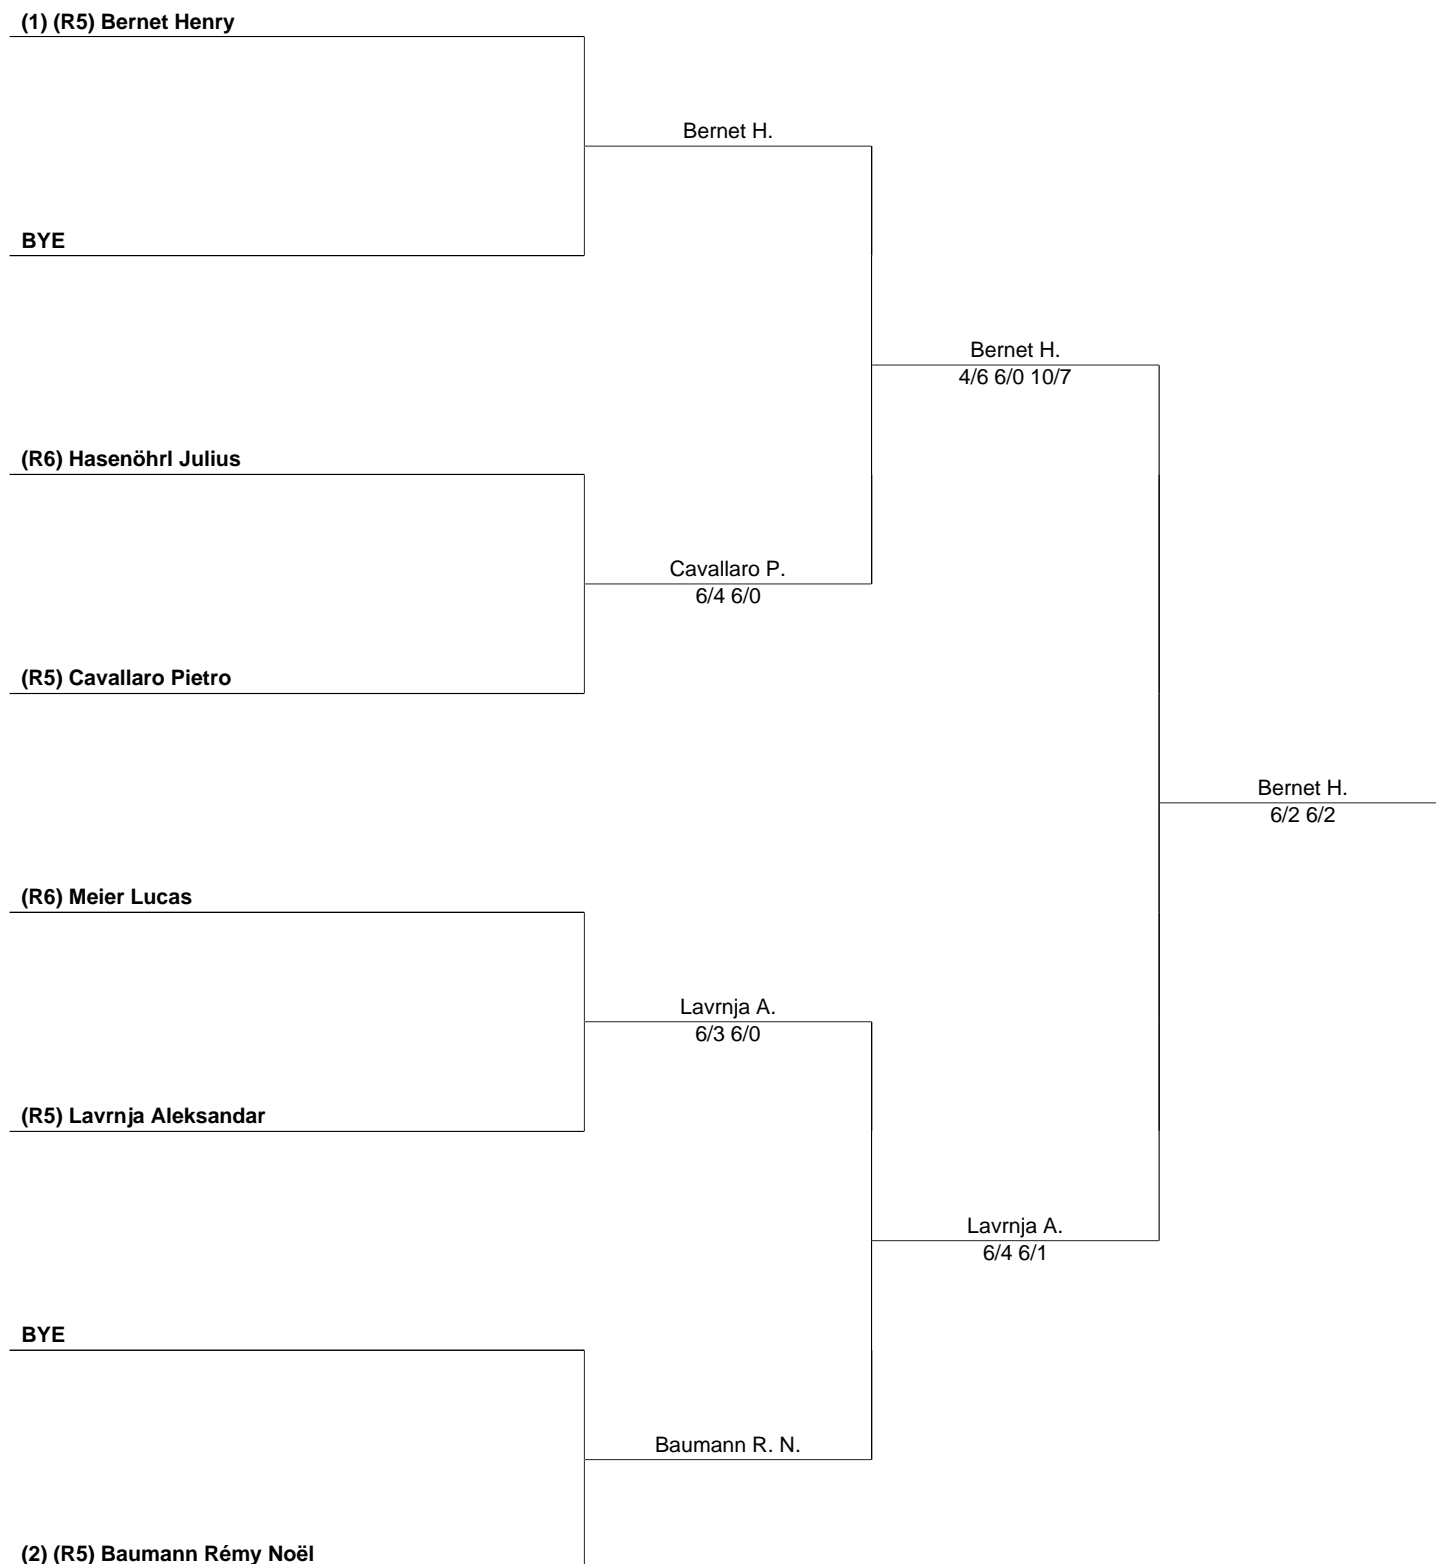 (1) (R5) Bernet Henry
Bernet H.
BYE
Bernet H.
4/6 6/0 10/7
(R6) Hasenöhrl Julius
Cavallaro P.
6/4 6/0
(R5) Cavallaro Pietro
Bernet H.
6/2 6/2
(R6) Meier Lucas
Lavrnja A.
6/3 6/0
(R5) Lavrnja Aleksandar
Lavrnja A.
6/4 6/1
BYE
Baumann R. N.
(2) (R5) Baumann Rémy Noël